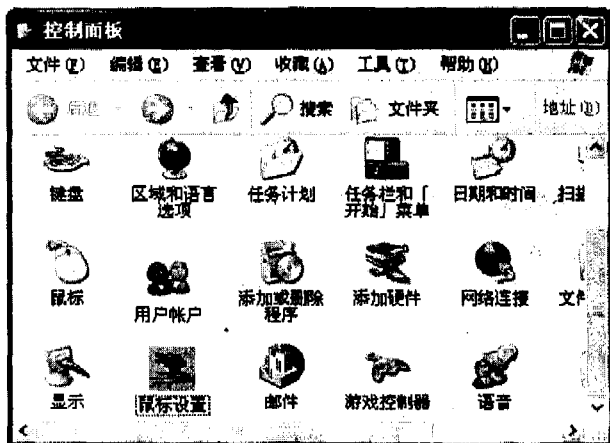 控制面板
文件(F) 编辑(E) 查看(V) 收藏(A) 工具(T) 帮助(H)
后退 搜索 文件夹 地址(D)
键盘 区域和语言选项 任务计划 任务栏和「开始」菜单 日期和时间 扫描
鼠标 用户帐户 添加或删除程序 添加硬件 网络连接 文件
显示 鼠标设置 邮件 游戏控制器 语音